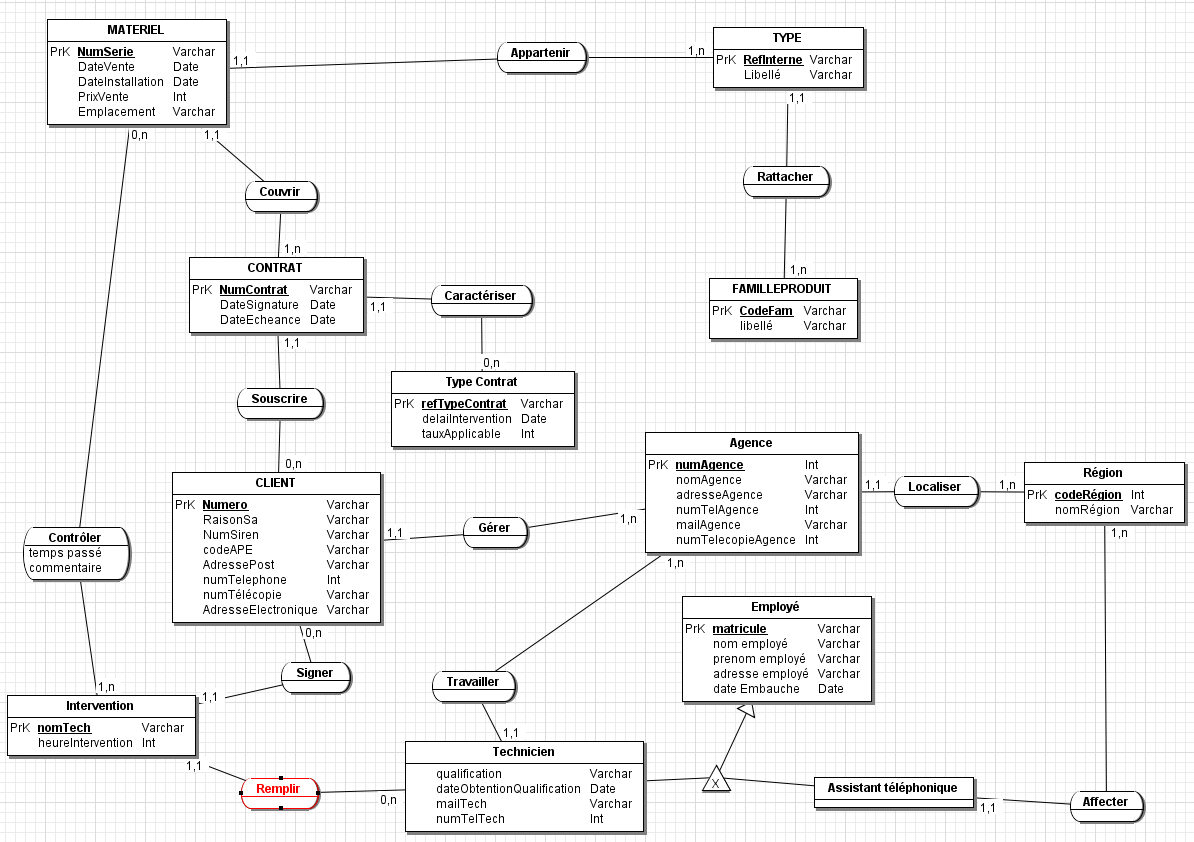 MATERIEL
PrK NumSerie Varchar
DateVente Date
DateInstallation Date
PrixVente Int
Emplacement Varchar
1,1
Appartenir
1,n
TYPE
PrK RefInterne Varchar
Libellé Varchar
0,n
1,1
1,1
Couvrir
Rattacher
1,n
1,n
CONTRAT
PrK NumContrat Varchar
DateSignature Date
DateEcheance Date
1,1
Caractériser
FAMILLEPRODUIT
PrK CodeFam Varchar
libellé Varchar
1,1
0,n
Type Contrat
PrK refTypeContrat Varchar
delaiIntervention Date
tauxApplicable Int
Souscrire
0,n
CLIENT
PrK Numero Varchar
RaisonSa Varchar
NumSiren Varchar
codeAPE Varchar
AdressePost Varchar
numTelephone Int
numTélécopie Varchar
AdresseElectronique Varchar
1,1
Gérer
1,n
Agence
PrK numAgence Int
nomAgence Varchar
adresseAgence Varchar
numTelAgence Int
mailAgence Varchar
numTelecopieAgence Int
1,1
Localiser
1,n
Région
PrK codeRégion Int
nomRégion Varchar
1,n
Contrôler
temps passé
commentaire
1,n
0,n
Signer
1,1
1,n
Travailler
1,1
Employé
PrK matricule Varchar
nom employé Varchar
prenom employé Varchar
adresse employé Varchar
date Embauche Date
Intervention
PrK nomTech Varchar
heureIntervention Int
1,1
Remplir
0,n
Technicien
qualification Varchar
dateObtentionQualification Date
mailTech Varchar
numTelTech Int
X
Assistant téléphonique
1,1
Affecter